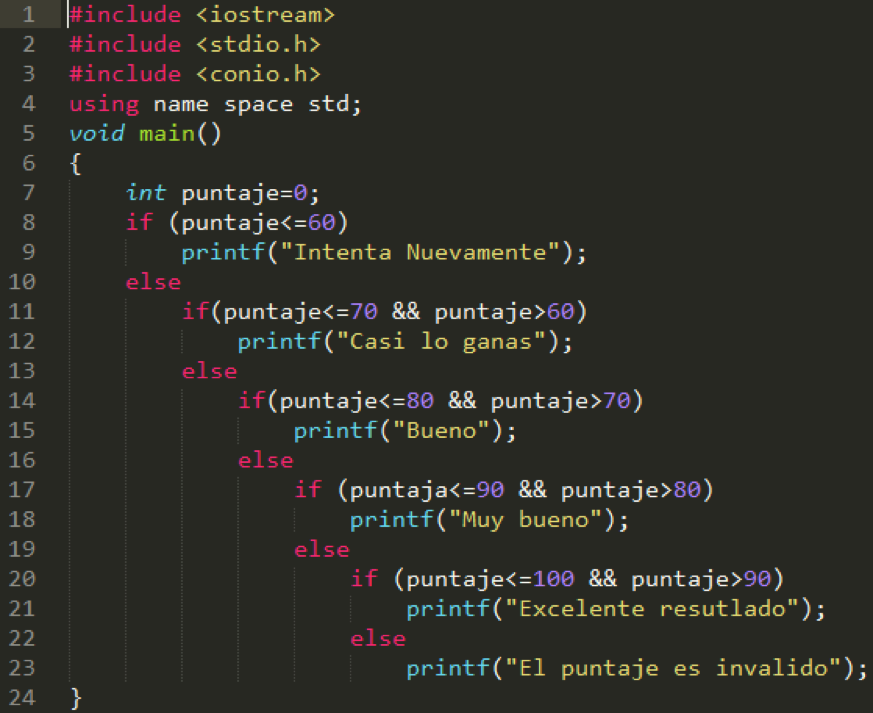 1 #include <iostream>
2 #include <stdio.h>
3 #include <conio.h>
4 using name space std;
5 void main()
6 {
7 int puntaje=0;
8 if (puntaje<=60)
9 printf("Intenta Nuevamente");
10 else
11 if(puntaje<=70 && puntaje>60)
12 printf("Casi lo ganas");
13 else
14 if(puntaje<=80 && puntaje>70)
15 printf("Bueno");
16 else
17 if (puntaja<=90 && puntaje>80)
18 printf("Muy bueno");
19 else
20 if (puntaje<=100 && puntaje>90)
21 printf("Excelente resutlado");
22 else
23 printf("El puntaje es invalido");
24 }